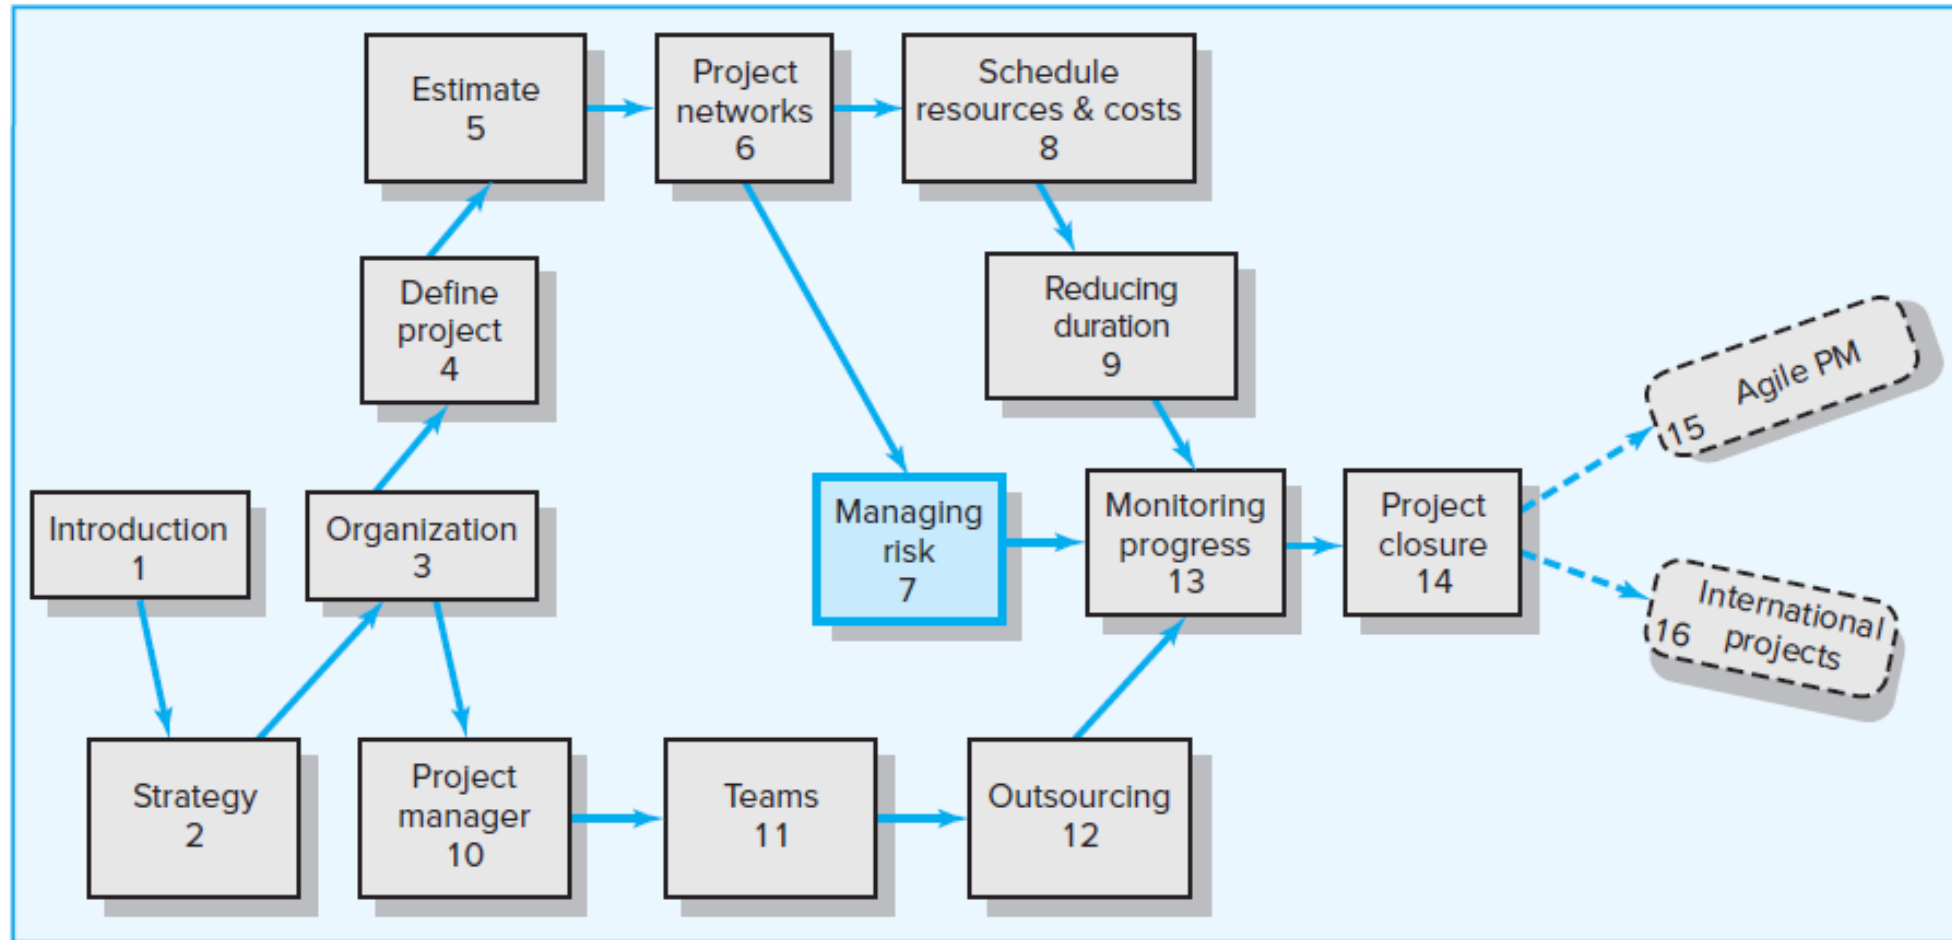 Estimate
5
Project
networks
6
Schedule
resources & costs
8
Define
project
4
Reducing
duration
9
Agile PM
15
Introduction
1
Organization
3
Managing
risk
7
Monitoring
progress
13
Project
closure
14
International
projects
16
Strategy
2
Project
manager
10
Teams
11
Outsourcing
12